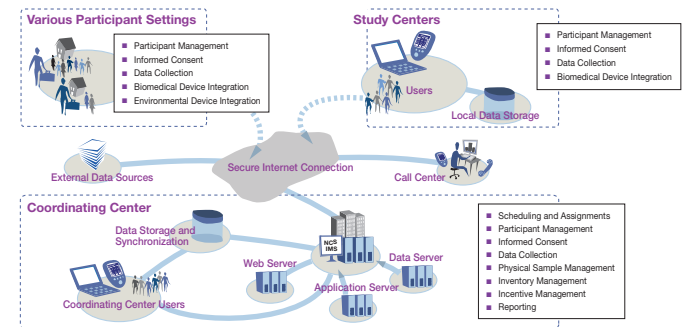 Various Participant Settings
Participant Management
Informed Consent
Data Collection
Biomedical Device Integration
Environmental Device Integration
Study Centers
Users
Local Data Storage
Participant Management
Informed Consent
Data Collection
Biomedical Device Integration
External Data Sources
Secure Internet Connection
Call Center
Coordinating Center
Data Storage and
Synchronization
NCS
IMS
Web Server
Data Server
Application Server
Coordinating Center Users
Scheduling and Assignments
Participant Management
Informed Consent
Data Collection
Physical Sample Management
Inventory Management
Incentive Management
Reporting